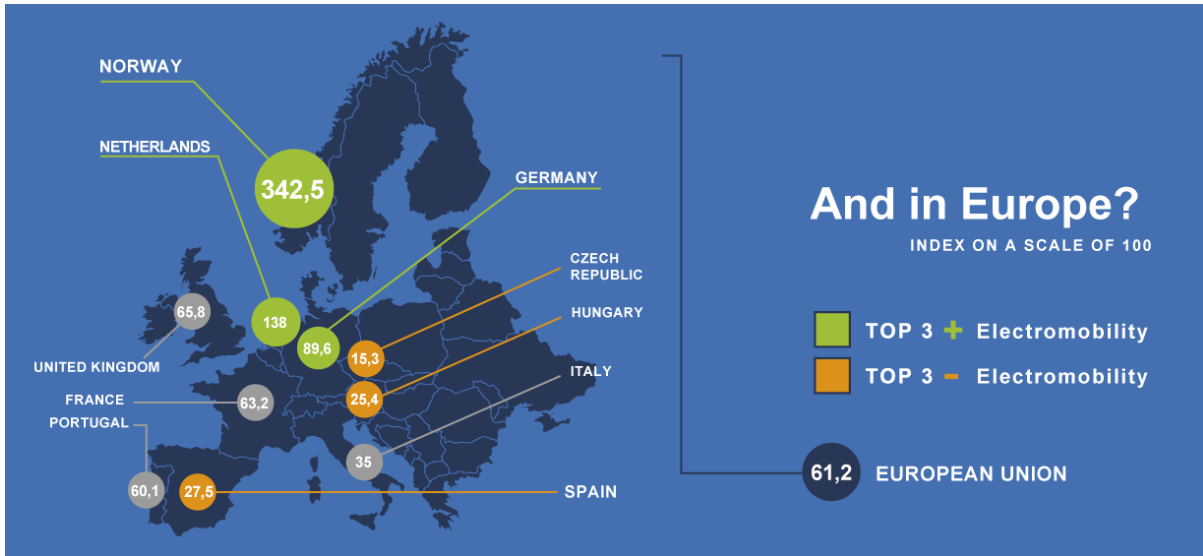 NORWAY
NETHERLANDS
342,5
GERMANY
And in Europe?
INDEX ON A SCALE OF 100
CZECH
REPUBLIC
HUNGARY
65,8
138
89,6
15,3
TOP 3 + Electromobility
UNITED KINGDOM
ITALY
TOP 3 - Electromobility
FRANCE
63,2
25,4
PORTUGAL
35
60,1
27,5
SPAIN
61,2 EUROPEAN UNION